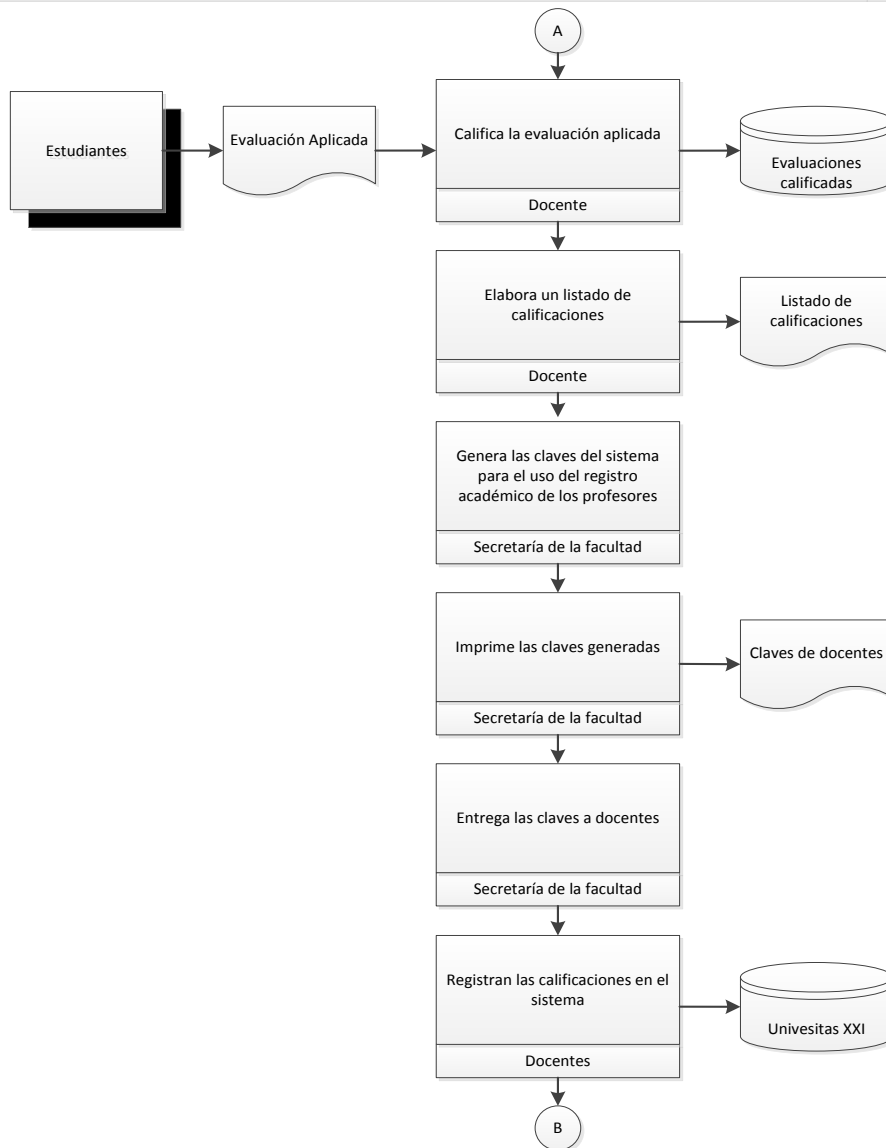 A
Estudiantes
Evaluación Aplicada
Califica la evaluación aplicada
Docente
Evaluaciones
calificadas
Elabora un listado de
calificaciones
Docente
Listado de
calificaciones
Genera las claves del sistema
para el uso del registro
académico de los profesores
Secretaría de la facultad
Imprime las claves generadas
Secretaría de la facultad
Claves de docentes
Entrega las claves a docentes
Secretaría de la facultad
Registran las calificaciones en el
sistema
Docentes
Univesitas XXI
B